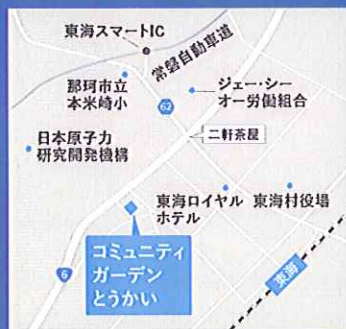 東海スマートIC
常磐自動車道
那珂市立
本米崎小
62
ジェー・シー
オー労働組合
日本原子力
研究開発機構
二軒茶屋
東海ロイヤル
ホテル
東海村役場
コミュニティ
ガーデン
とうかい
6
東海